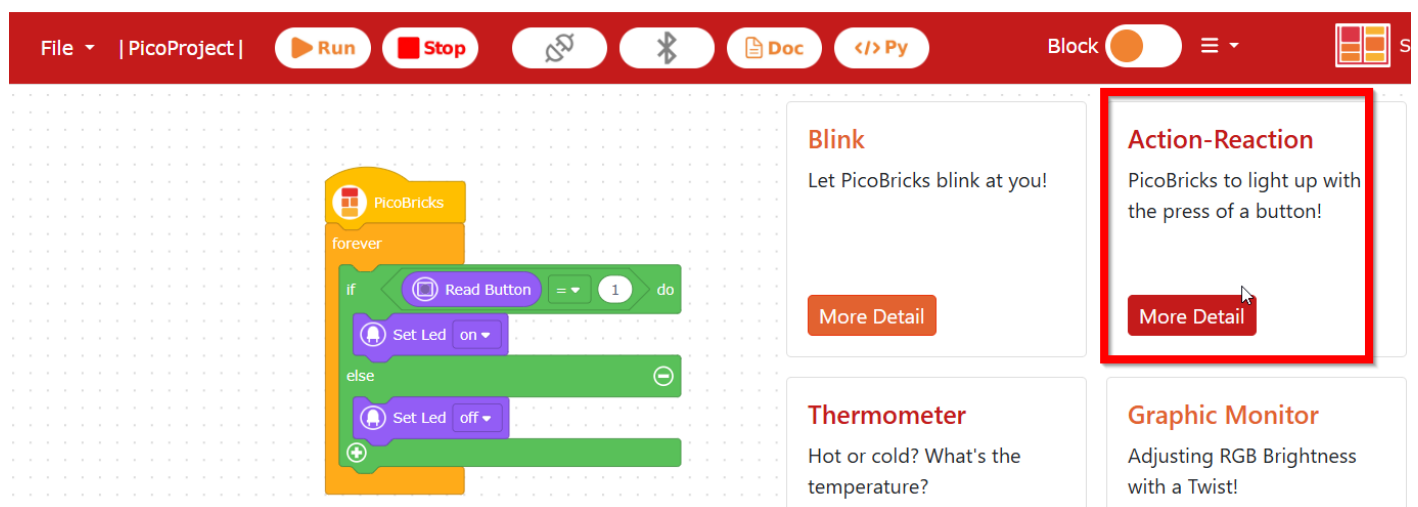 File |PicoProject| Run Stop Doc </> Py Block S
PicoBricks
forever
if Read Button = 1 do
Set Led on
else
Set Led off
Blink
Let PicoBricks blink at you!
More Detail
Action-Reaction
PicoBricks to light up with
the press of a button!
More Detail
Thermometer
Hot or cold? What's the
temperature?
Graphic Monitor
Adjusting RGB Brightness
with a Twist!